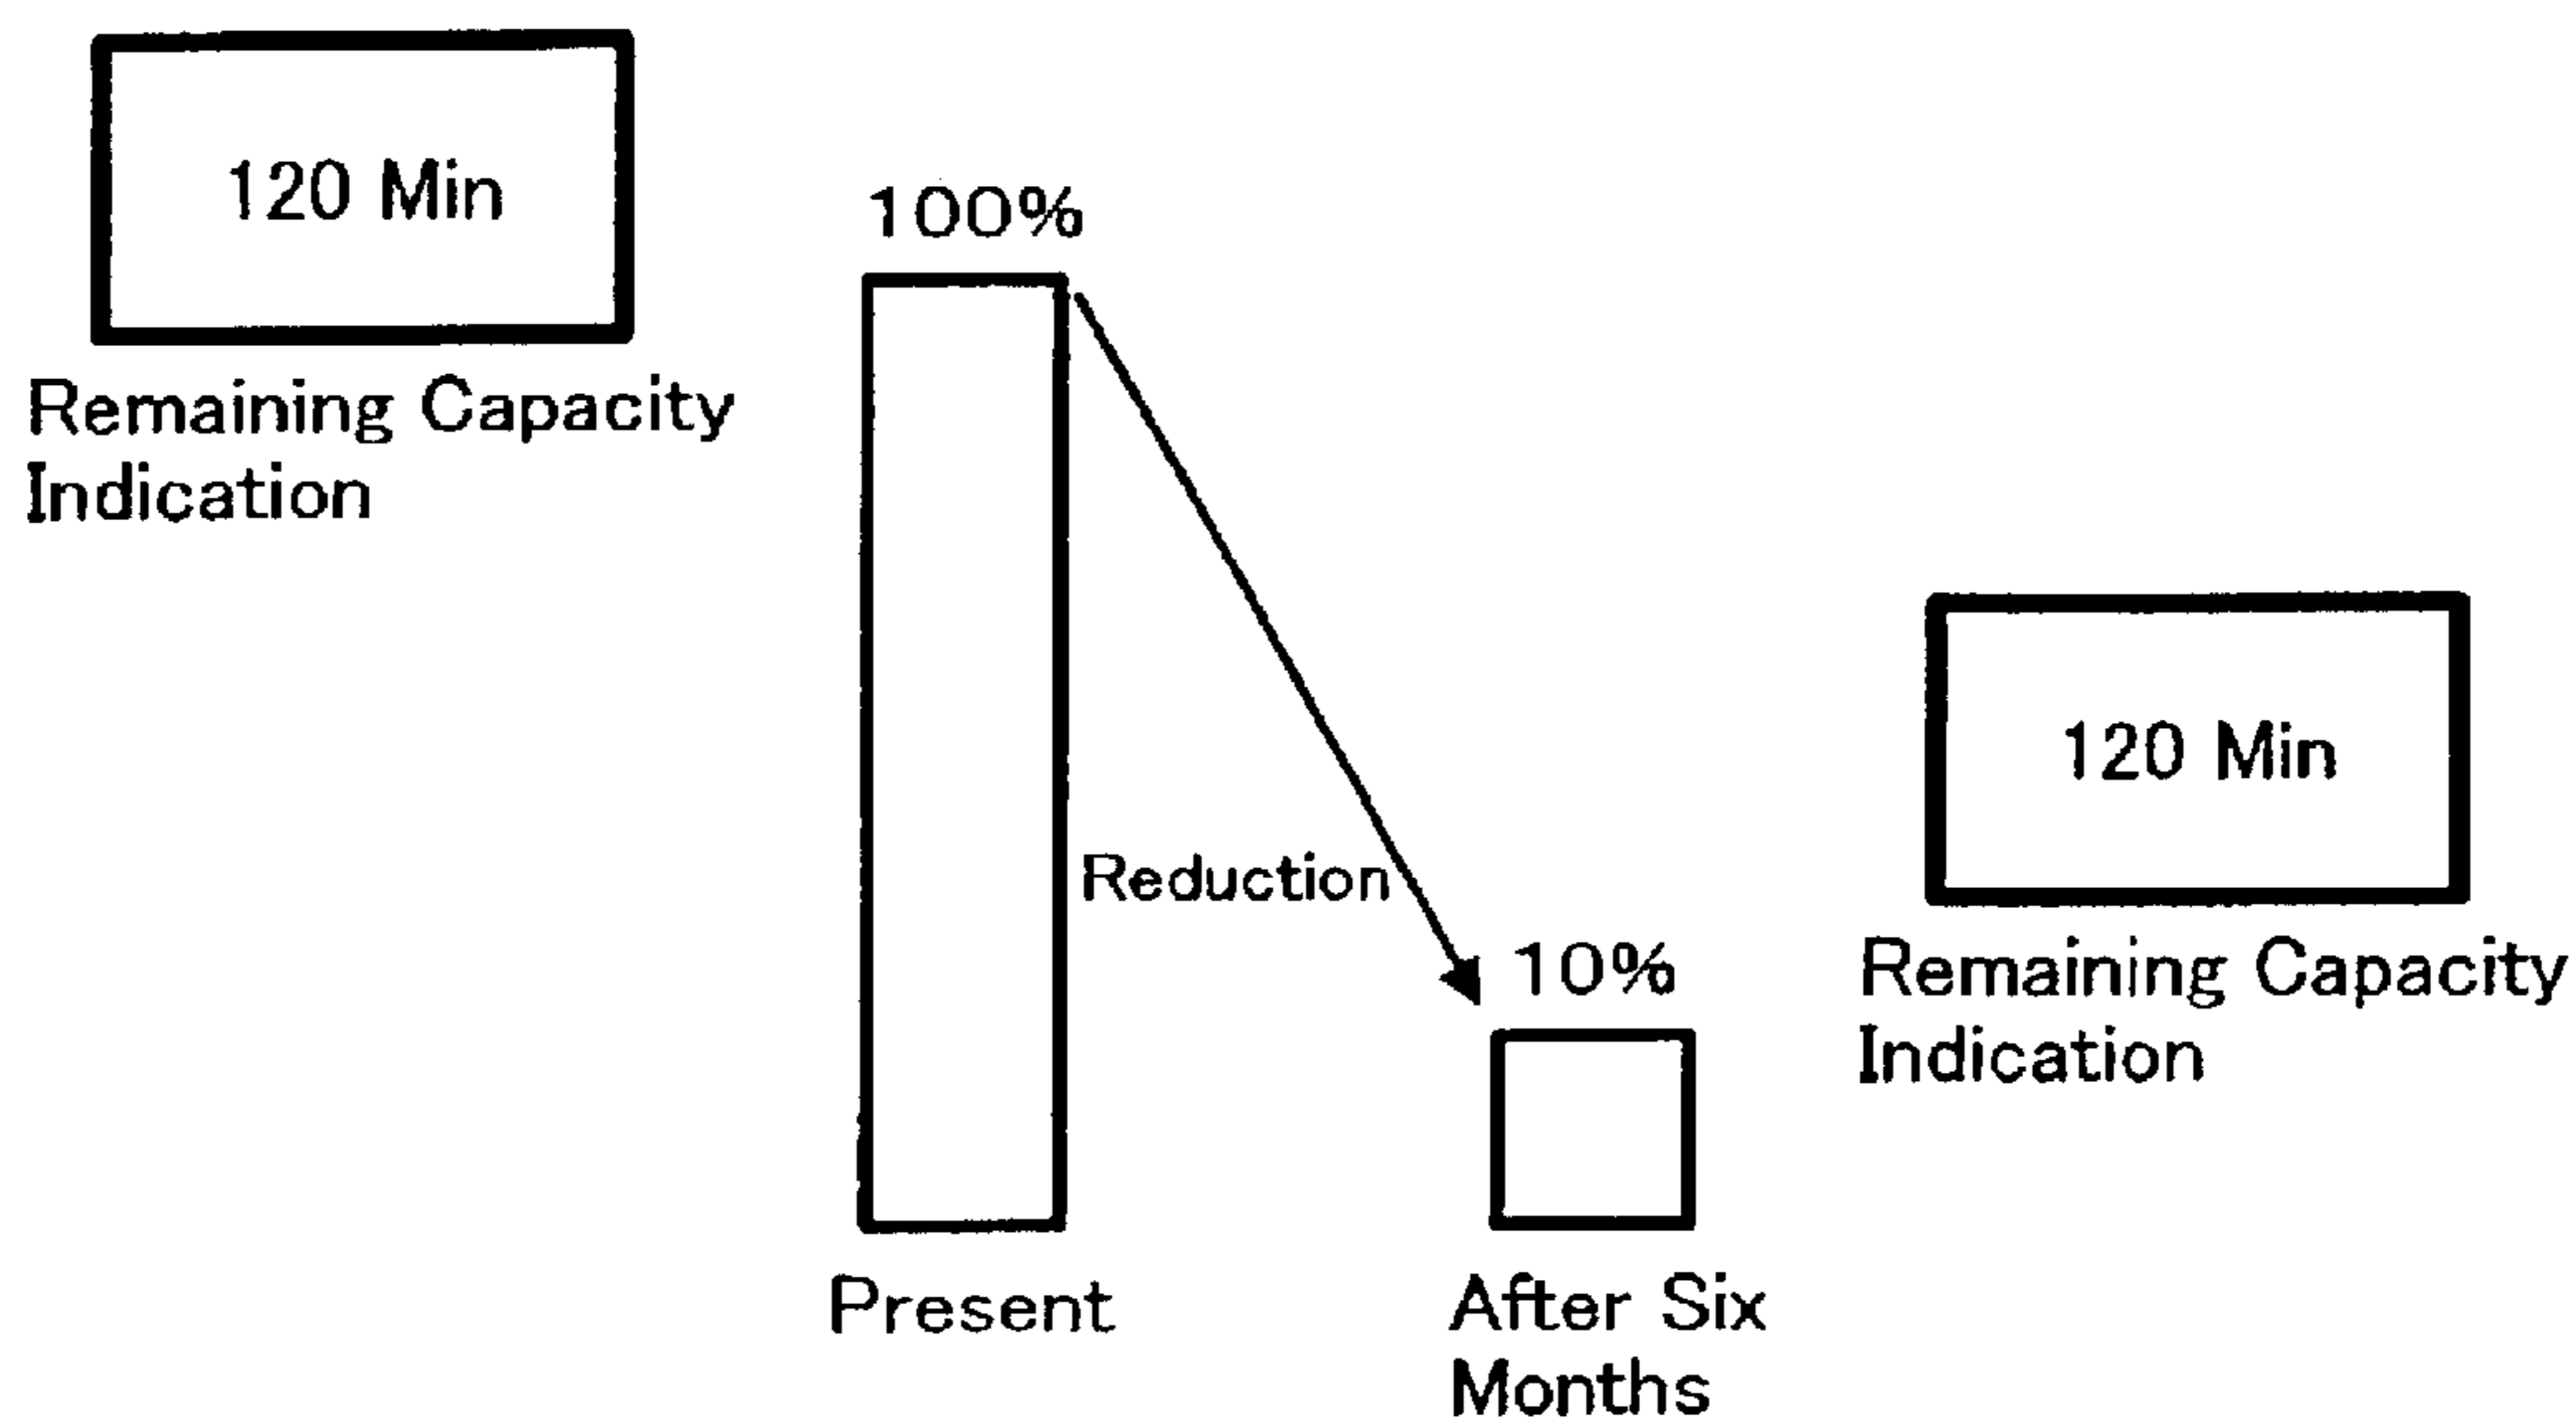 120 Min
Remaining Capacity
Indication
100%
Reduction
10%
120 Min
Remaining Capacity
Indication
Present
After Six
Months